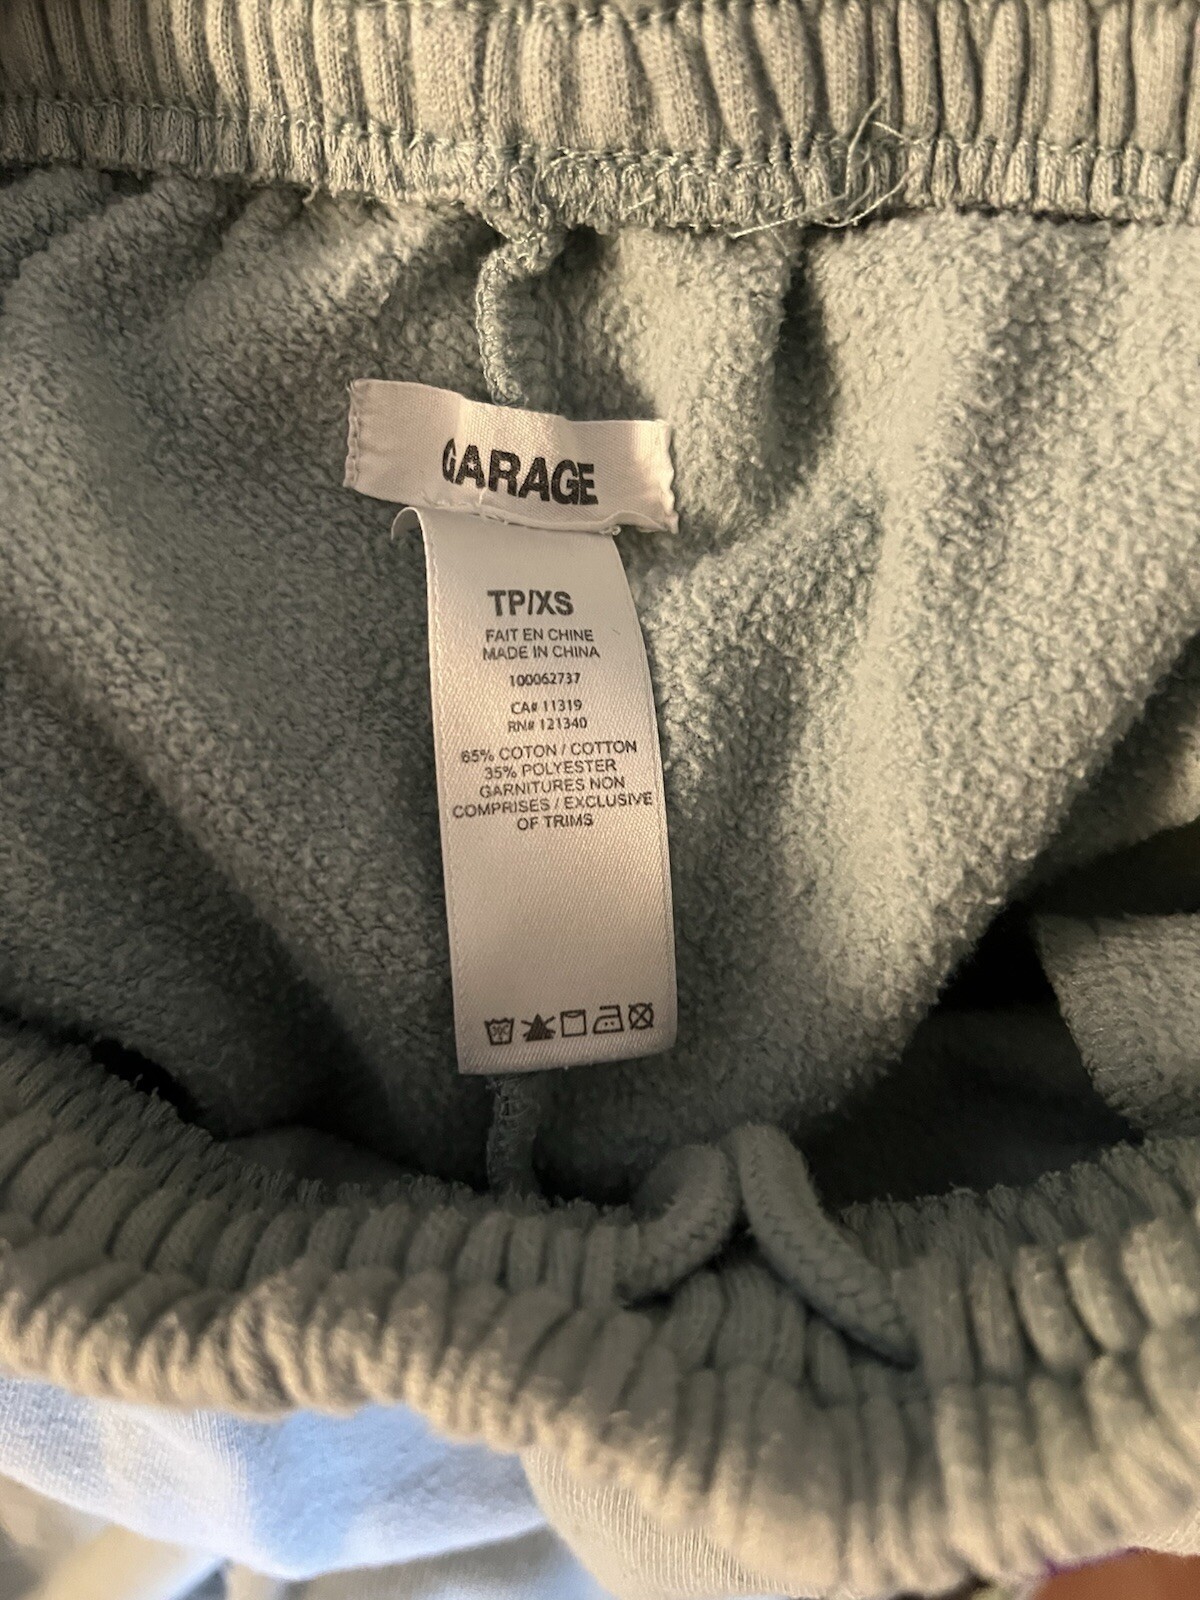 GARAGE
TP/XS
FAIT EN CHINE
MADE IN CHINA
100062737
CA# 11319
RN# 121340
65% COTON / COTTON
35% POLYESTER
GARNITURES NON
COMPRISES / EXCLUSIVE
OF TRIMS